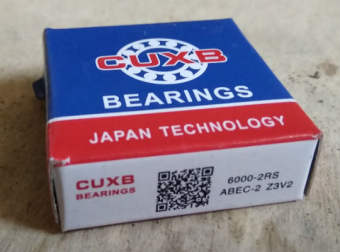 CUXB
BEARINGS
JAPAN TECHNOLOGY
CUXB
BEARINGS
6000-2RS
ABEC-2 Z3V2